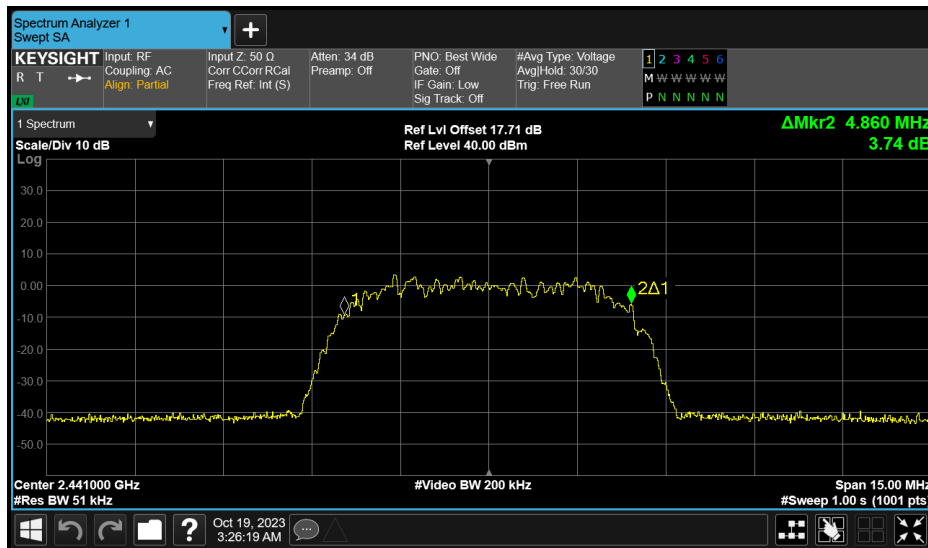 Spectrum Analyzer 1
Swept SA
+
KEYSIGHT
R T
LXI
Input: RF
Coupling: AC
Align: Partial
Input Z: 50 Ω
Corr CCorr RCal
Freq Ref: Int (S)
Atten: 34 dB
Preamp: Off
PNO: Best Wide
Gate: Off
IF Gain: Low
Sig Track: Off
#Avg Type: Voltage
Avg|Hold: 30/30
Trig: Free Run
1 2 3 4 5 6
M W W W W W
P N N N N N
1 Spectrum
Scale/Div 10 dB
Log
Ref Lvl Offset 17.71 dB
Ref Level 40.00 dBm
ΔMkr2 4.860 MHz
3.74 dB
30.0
20.0
10.0
0.00
-10.0
-20.0
-30.0
-40.0
-50.0
1
2Δ1
Center 2.441000 GHz
#Res BW 51 kHz
#Video BW 200 kHz
Span 15.00 MHz
#Sweep 1.00 s (1001 pts)
?
Oct 19, 2023
3:26:19 AM